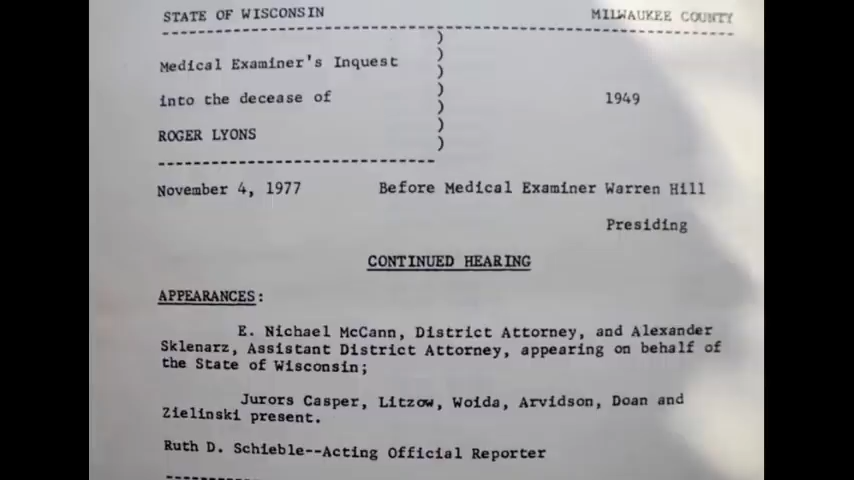 STATE OF WISCONSIN MILWAUKEE COUNTY
Medical Examiner's Inquest
into the decease of 1949
ROGER LYONS
November 4, 1977 Before Medical Examiner Warren Hill
Presiding
CONTINUED HEARING
APPEARANCES:
E. Nichael McCann, District Attorney, and Alexander
Sklenarz, Assistant District Attorney, appearing on behalf of
the State of Wisconsin;
Jurors Casper, Litzow, Woida, Arvidson, Doan and
Zielinski present.
Ruth D. Schieble--Acting Official Reporter